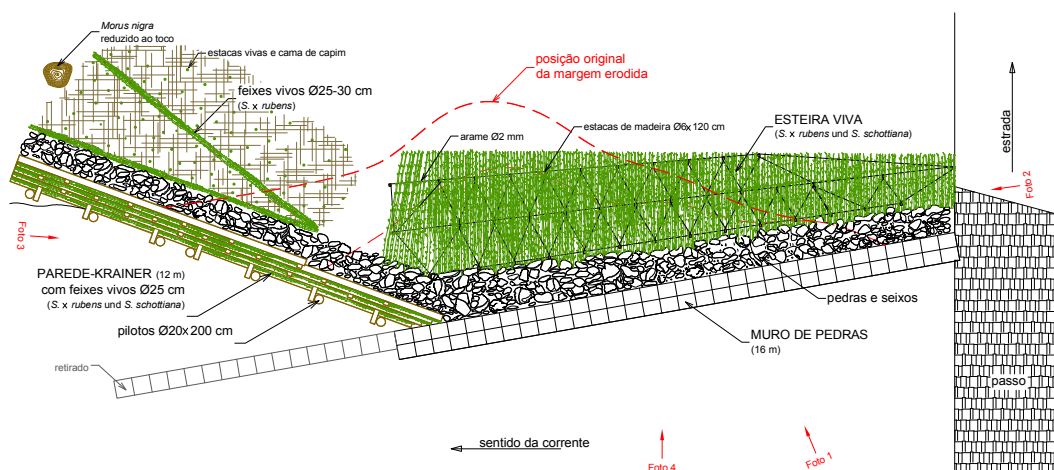 Morus nigra
reduzido ao toco
estacas vivas e cama de capim
feixes vivos Ø25-30 cm
(S. x rubens)
posição original
da margem erodida
arame Ø2 mm
estacas de madeira Ø6x120 cm
ESTEIRA VIVA
(S. x rubens und S. schottiana)
estrada
Foto 2
Foto 3
PAREDE-KRAINER (12 m)
com feixes vivos Ø25 cm
(S. x rubens und S. schottiana)
pilotos Ø20x200 cm
pedras e seixos
MURO DE PEDRAS
(16 m)
retirado
passo
sentido da corrente
Foto 4
Foto 1